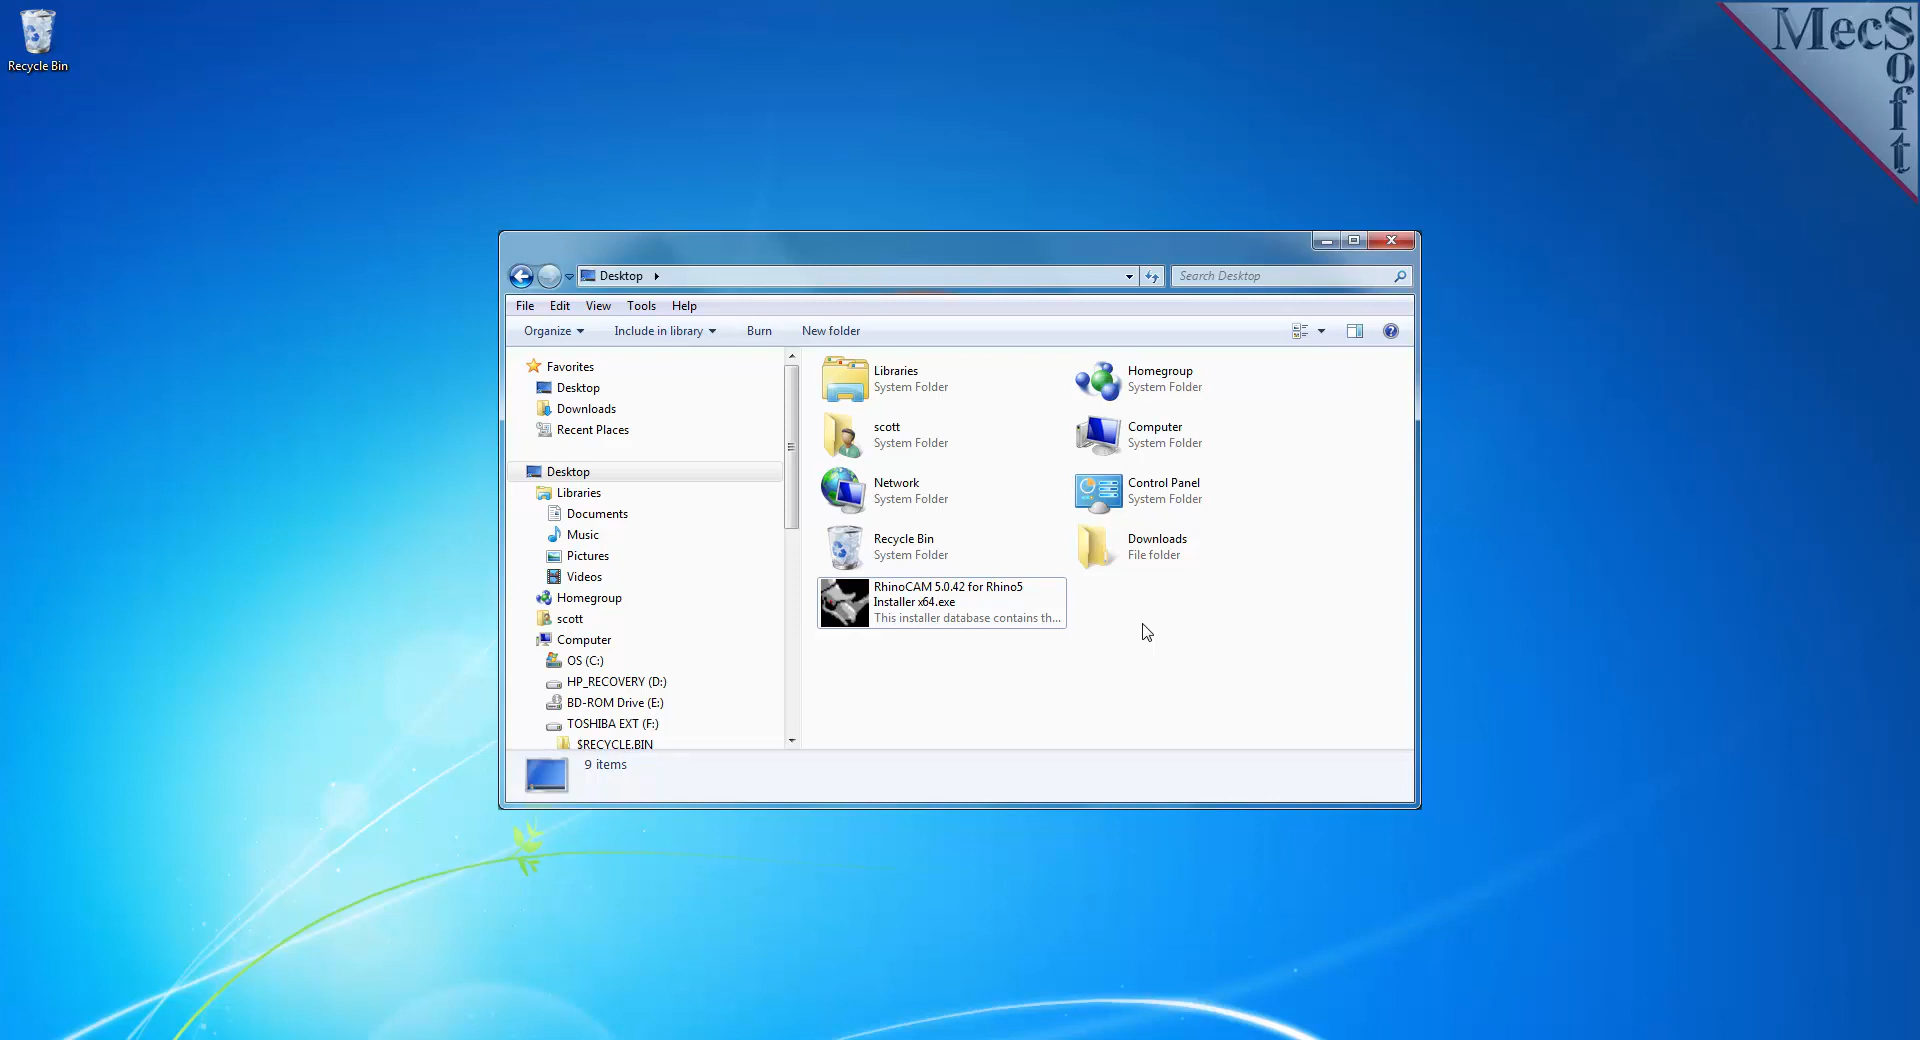 Recycle Bin
MecSoft
Desktop
Search Desktop
File Edit View Tools Help
Organize Include in library Burn New folder
Favorites
Desktop
Downloads
Recent Places
Desktop
Libraries
Documents
Music
Pictures
Videos
Homegroup
scott
Computer
OS (C:)
HP_RECOVERY (D:)
BD-ROM Drive (E:)
TOSHIBA EXT (F:)
$RECYCLE.BIN
Libraries
System Folder
Homegroup
System Folder
scott
System Folder
Computer
System Folder
Network
System Folder
Control Panel
System Folder
Recycle Bin
System Folder
Downloads
File folder
RhinoCAM 5.0.42 for Rhino5
Installer x64.exe
This installer database contains th...
9 items